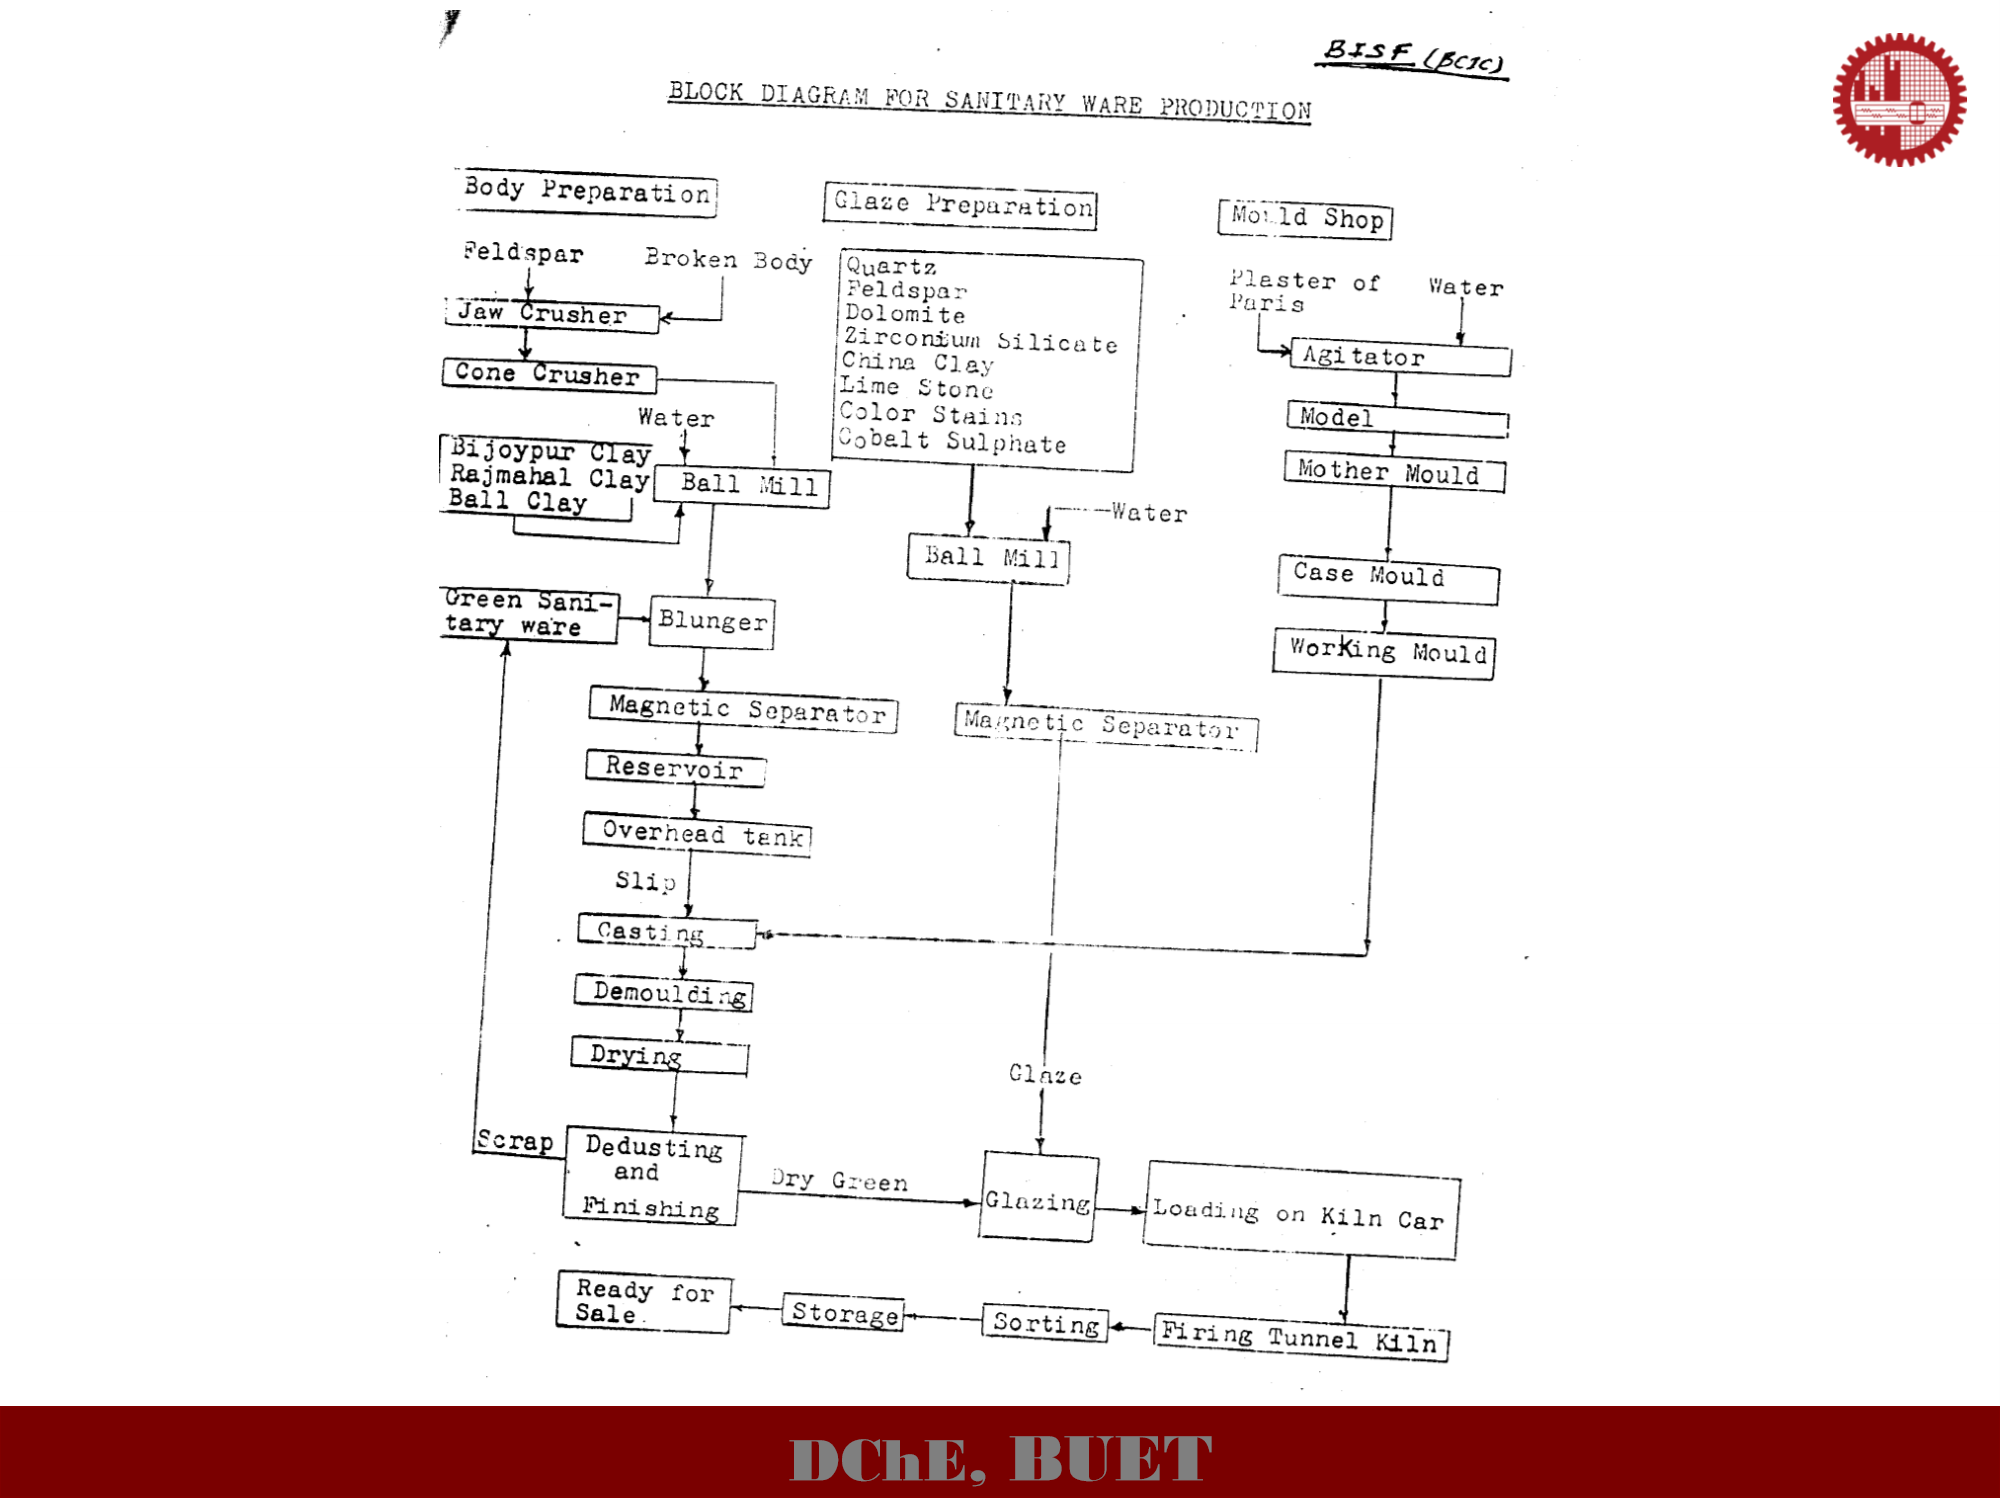 BISF (BCIC)
BLOCK DIAGRAM FOR SANITARY WARE PRODUCTION
Body Preparation
Glaze Preparation
Mould Shop
Feldspar
Broken Body
Jaw Crusher
Cone Crusher
Water
Bijoypur Clay
Rajmahal Clay
Ball Clay
Ball Mill
Green Sani-
tary ware
Blunger
Magnetic Separator
Reservoir
Overhead tank
Slip
Casting
Demoulding
Drying
Scrap
Dedusting
and
Finishing
Dry Green
Quartz
Feldspar
Dolomite
Zirconium Silicate
China Clay
Lime Stone
Color Stains
Cobalt Sulphate
Water
Ball Mill
Magnetic Separator
Glaze
Glazing
Plaster of
Paris
Water
Agitator
Model
Mother Mould
Case Mould
Working Mould
Loading on Kiln Car
Firing Tunnel Kiln
Sorting
Storage
Ready for
Sale.
DChE, BUET